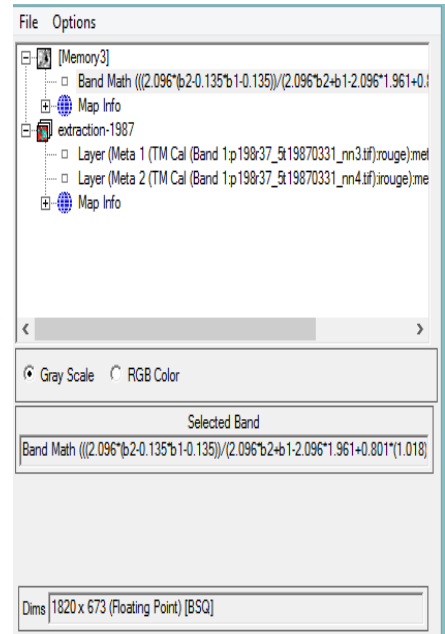 File Options
[Memory3]
Band Math (((2.096*(b2-0.135*b1-0.135))/(2.096*b2+b1-2.096*1.961+0.8
Map Info
extraction-1987
Layer (Meta 1 (TM Cal (Band 1:p198r37_5t19870331_nn3.tif):rouge):met
Layer (Meta 2 (TM Cal (Band 1:p198r37_5t19870331_nn4.tif):irouge):me
Map Info
Gray Scale RGB Color
Selected Band
Band Math (((2.096*(b2-0.135*b1-0.135))/(2.096*b2+b1-2.096*1.961+0.801*(1.018)
Dims 1820 x 673 (Floating Point) [BSQ]